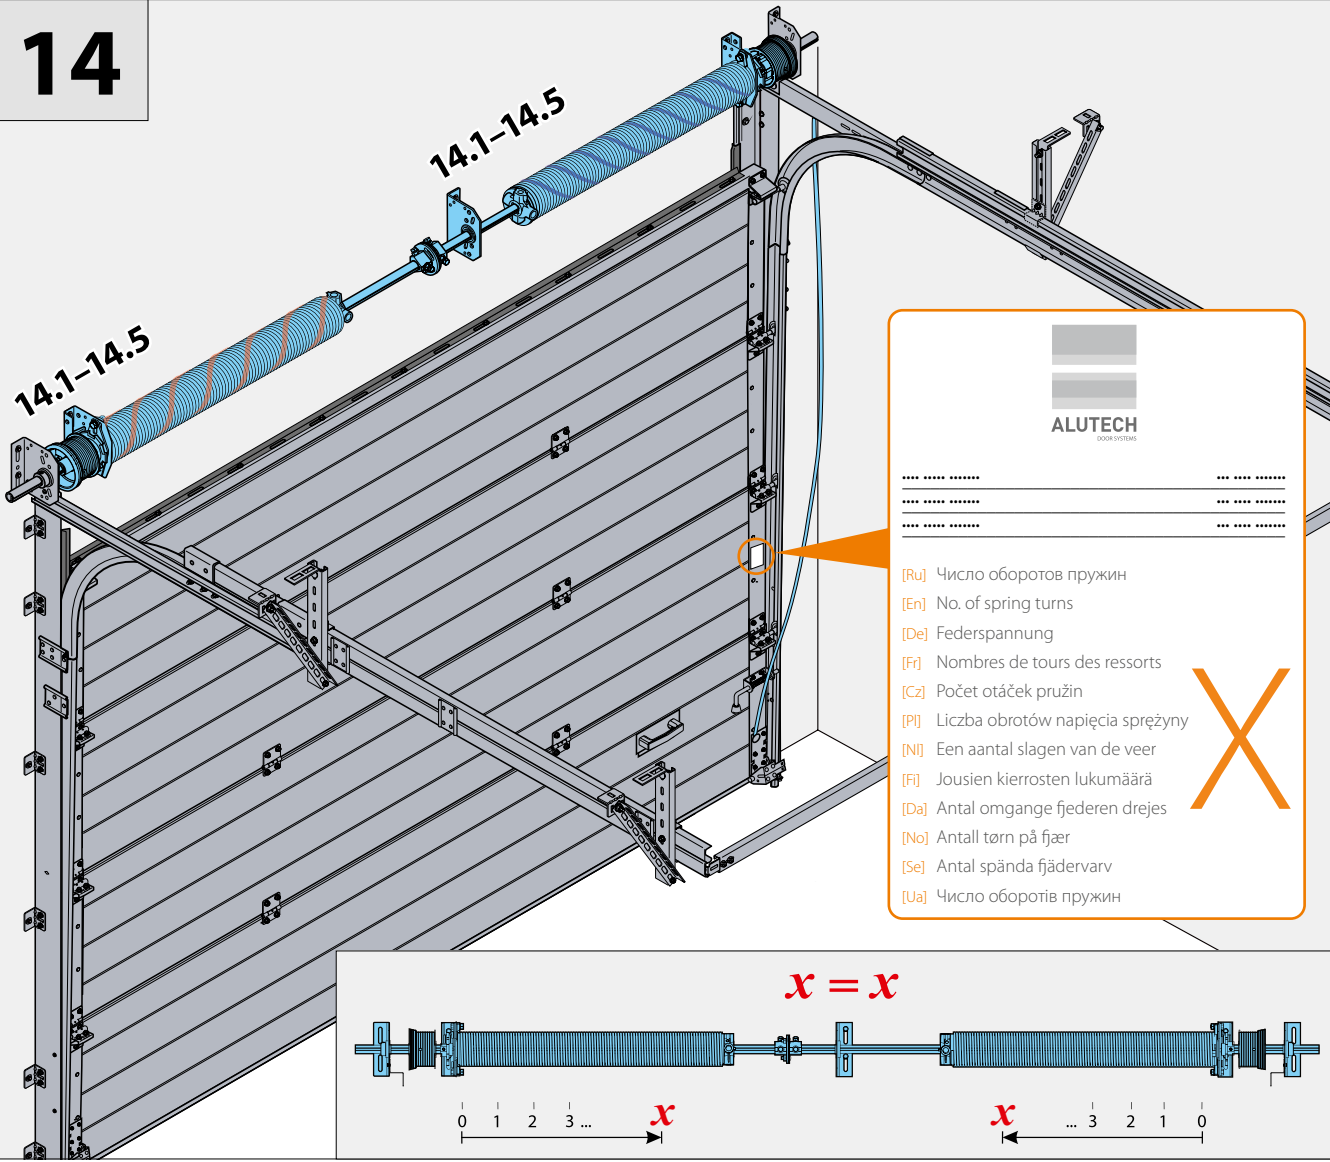 14
14.1–14.5
14.1–14.5
ALUTECH
DOOR SYSTEMS
[Ru] Число оборотов пружин
[En] No. of spring turns
[De] Federspannung
[Fr] Nombres de tours des ressorts
[Cz] Počet otáček pružin
[Pl] Liczba obrotów napięcia sprężyny
[Nl] Een aantal slagen van de veer
[Fi] Jousien kierrosten lukumäärä
[Da] Antal omgange fjederen drejes
[No] Antall tørn på fjær
[Se] Antal spända fjädervarv
[Ua] Число оборотів пружин
X
x = x
0 1 2 3 ... x
x ... 3 2 1 0